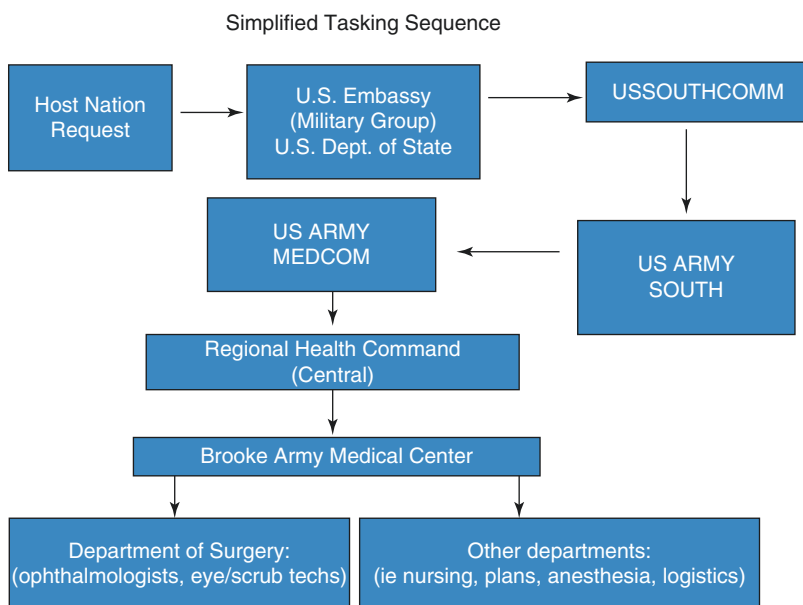 Simplified Tasking Sequence
Host Nation
Request
U.S. Embassy
(Military Group)
U.S. Dept. of State
USSOUTHCOMM
US ARMY
SOUTH
US ARMY
MEDCOM
Regional Health Command
(Central)
Brooke Army Medical Center
Department of Surgery:
(ophthalmologists, eye/scrub techs)
Other departments:
(ie nursing, plans, anesthesia, logistics)